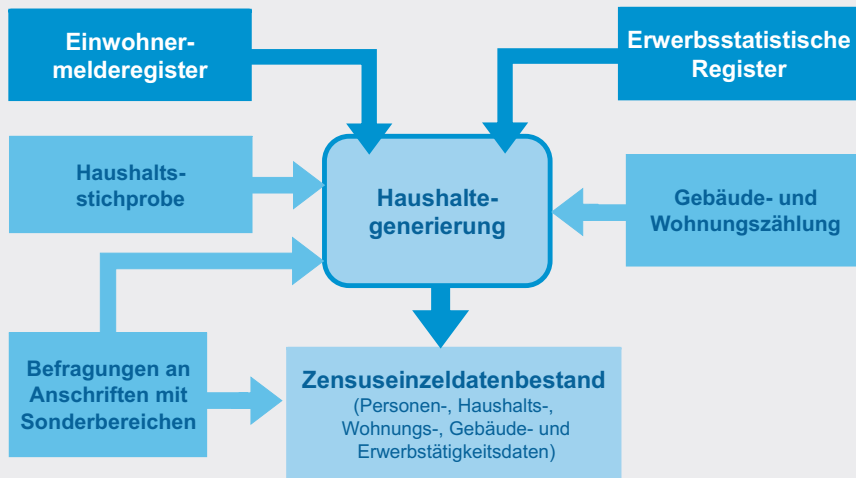 Einwohner-
melderegister
Erwerbsstatistische
Register
Haushalts-
stichprobe
Haushalte-
generierung
Gebäude- und
Wohnungszählung
Befragungen an
Anschriften mit
Sonderbereichen
Zensuseinzeldatenbestand
(Personen-, Haushalts-,
Wohnungs-, Gebäude- und
Erwerbstätigkeitsdaten)